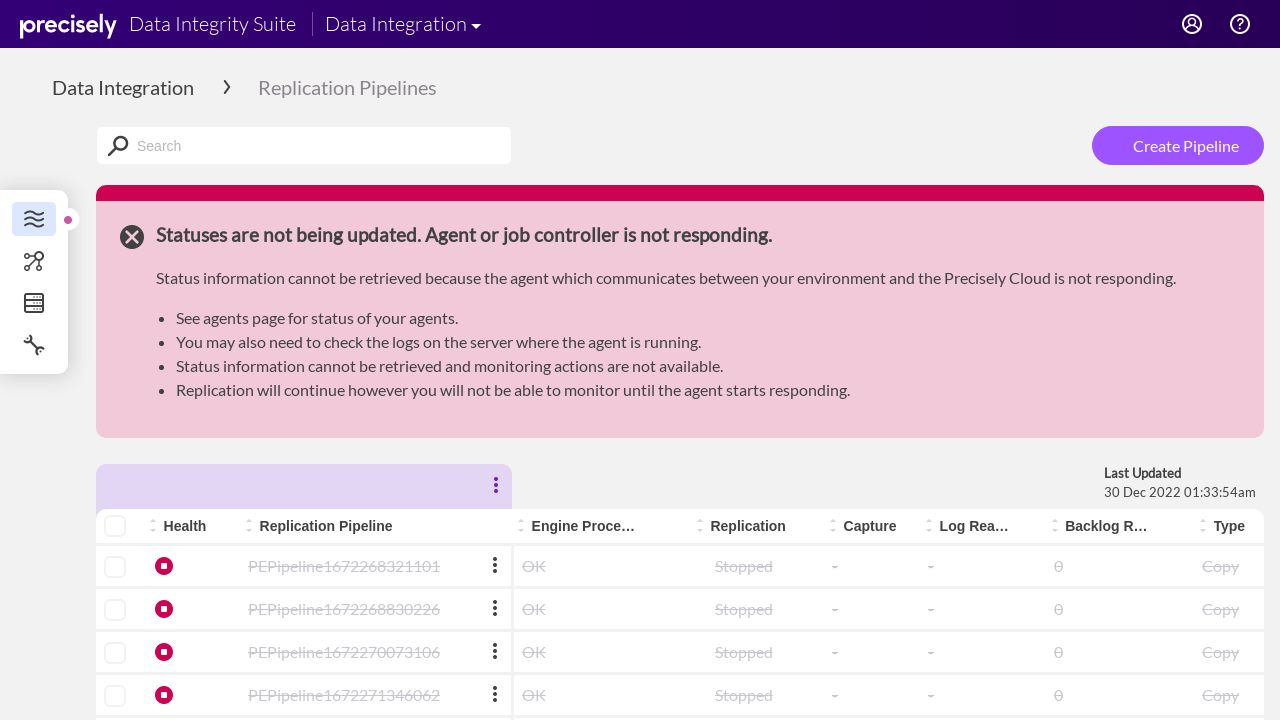 precisely Data Integrity Suite Data Integration
Data Integration Replication Pipelines
Search
Create Pipeline
Statuses are not being updated. Agent or job controller is not responding.
Status information cannot be retrieved because the agent which communicates between your environment and the Precisely Cloud is not responding.
See agents page for status of your agents.
You may also need to check the logs on the server where the agent is running.
Status information cannot be retrieved and monitoring actions are not available.
Replication will continue however you will not be able to monitor until the agent starts responding.
Last Updated
30 Dec 2022 01:33:54am
Health Replication Pipeline Engine Proce… Replication Capture Log Rea… Backlog R… Type
PEPipeline1672268321101 OK Stopped - - 0 Copy
PEPipeline1672268830226 OK Stopped - - 0 Copy
PEPipeline1672270073106 OK Stopped - - 0 Copy
PEPipeline1672271346062 OK Stopped - - 0 Copy